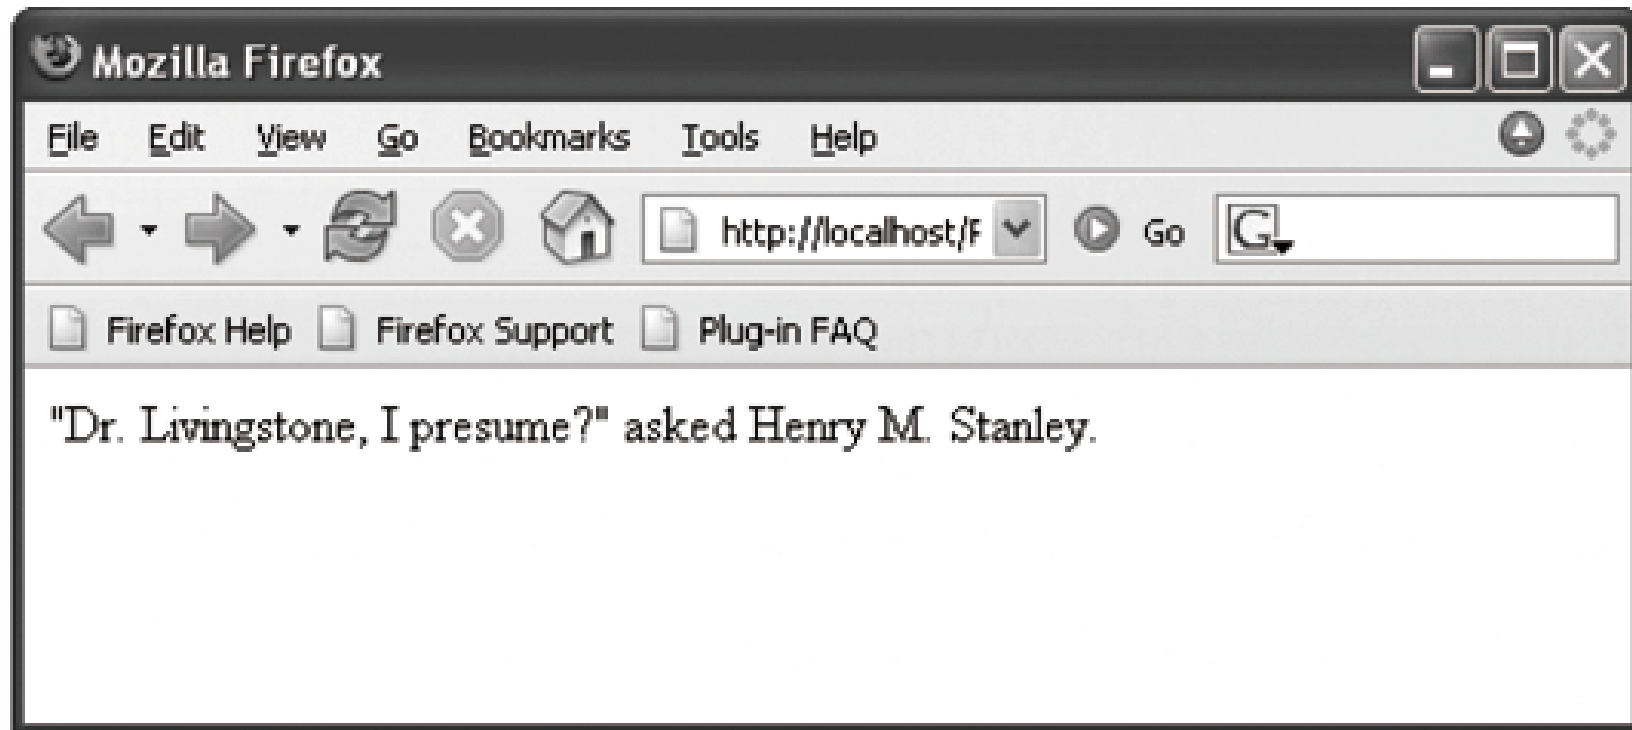 Mozilla Firefox
File Edit View Go Bookmarks Tools Help
http://localhost/F Go G
Firefox Help Firefox Support Plug-in FAQ
"Dr. Livingstone, I presume?" asked Henry M. Stanley.